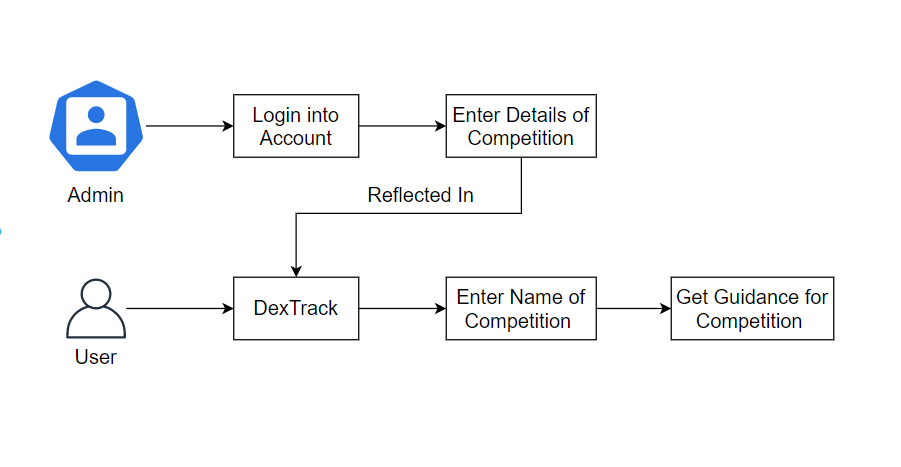 Login into
Account
Enter Details of
Competition
Admin
Reflected In
DexTrack
Enter Name of
Competition
Get Guidance for
Competition
User